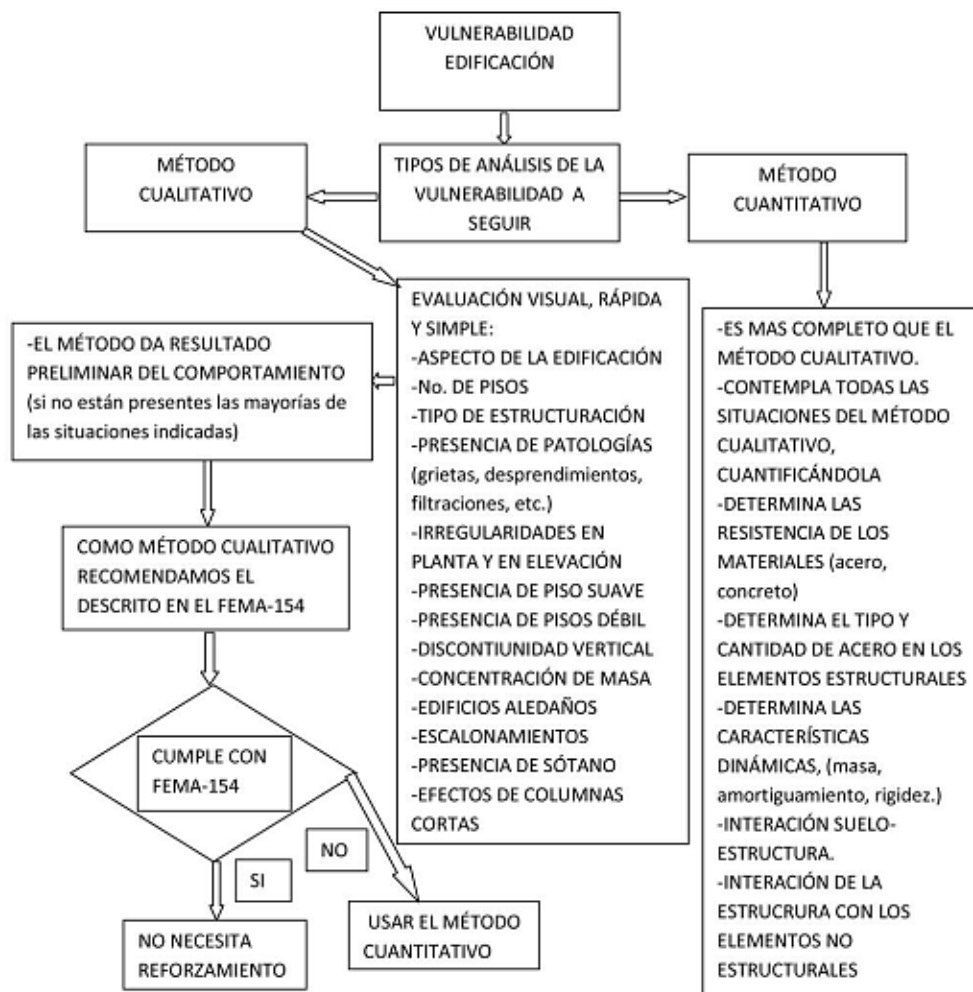 VULNERABILIDAD
EDIFICACIÓN
TIPOS DE ANÁLISIS DE LA
VULNERABILIDAD A
SEGUIR
MÉTODO
CUALITATIVO
MÉTODO
CUANTITATIVO
EVALUACIÓN VISUAL, RÁPIDA
Y SIMPLE:
-ASPECTO DE LA EDIFICACIÓN
-No. DE PISOS
-TIPO DE ESTRUCTURACIÓN
-PRESENCIA DE PATOLOGÍAS
(grietas, desprendimientos,
filtraciones, etc.)
-IRREGULARIDADES EN
PLANTA Y EN ELEVACIÓN
-PRESENCIA DE PISO SUAVE
-PRESENCIA DE PISOS DÉBIL
-DISCONTIUNIDAD VERTICAL
-CONCENTRACIÓN DE MASA
-EDIFICIOS ALEDAÑOS
-ESCALONAMIENTOS
-PRESENCIA DE SÓTANO
-EFECTOS DE COLUMNAS
CORTAS
-EL MÉTODO DA RESULTADO
PRELIMINAR DEL COMPORTAMIENTO
(si no están presentes las mayorías de
las situaciones indicadas)
COMO MÉTODO CUALITATIVO
RECOMENDAMOS EL
DESCRITO EN EL FEMA-154
CUMPLE CON
FEMA-154
SI
NO
NO NECESITA
REFORZAMIENTO
USAR EL MÉTODO
CUANTITATIVO
-ES MAS COMPLETO QUE EL
MÉTODO CUALITATIVO.
-CONTEMPLA TODAS LAS
SITUACIONES DEL MÉTODO
CUALITATIVO,
CUANTIFICÁNDOLA
-DETERMINA LAS
RESISTENCIA DE LOS
MATERIALES (acero,
concreto)
-DETERMINA EL TIPO Y
CANTIDAD DE ACERO EN LOS
ELEMENTOS ESTRUCTURALES
-DETERMINA LAS
CARACTERÍSTICAS
DINÁMICAS, (masa,
amortiguamiento, rigidez.)
-INTERACIÓN SUELO-
ESTRUCTURA.
-INTERACIÓN DE LA
ESTRUCRURA CON LOS
ELEMENTOS NO
ESTRUCTURALES